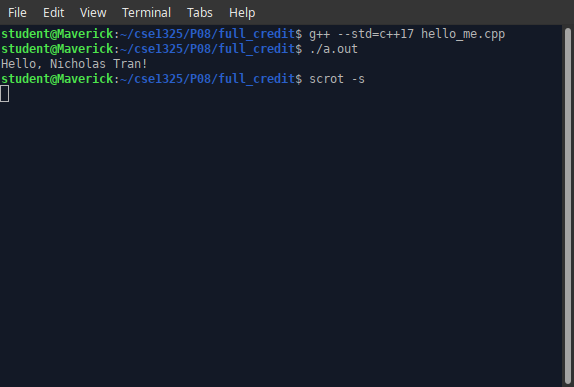 File Edit View Terminal Tabs Help
student@Maverick:~/cse1325/P08/full_credit$ g++ --std=c++17 hello_me.cpp
student@Maverick:~/cse1325/P08/full_credit$ ./a.out
Hello, Nicholas Tran!
student@Maverick:~/cse1325/P08/full_credit$ scrot -s